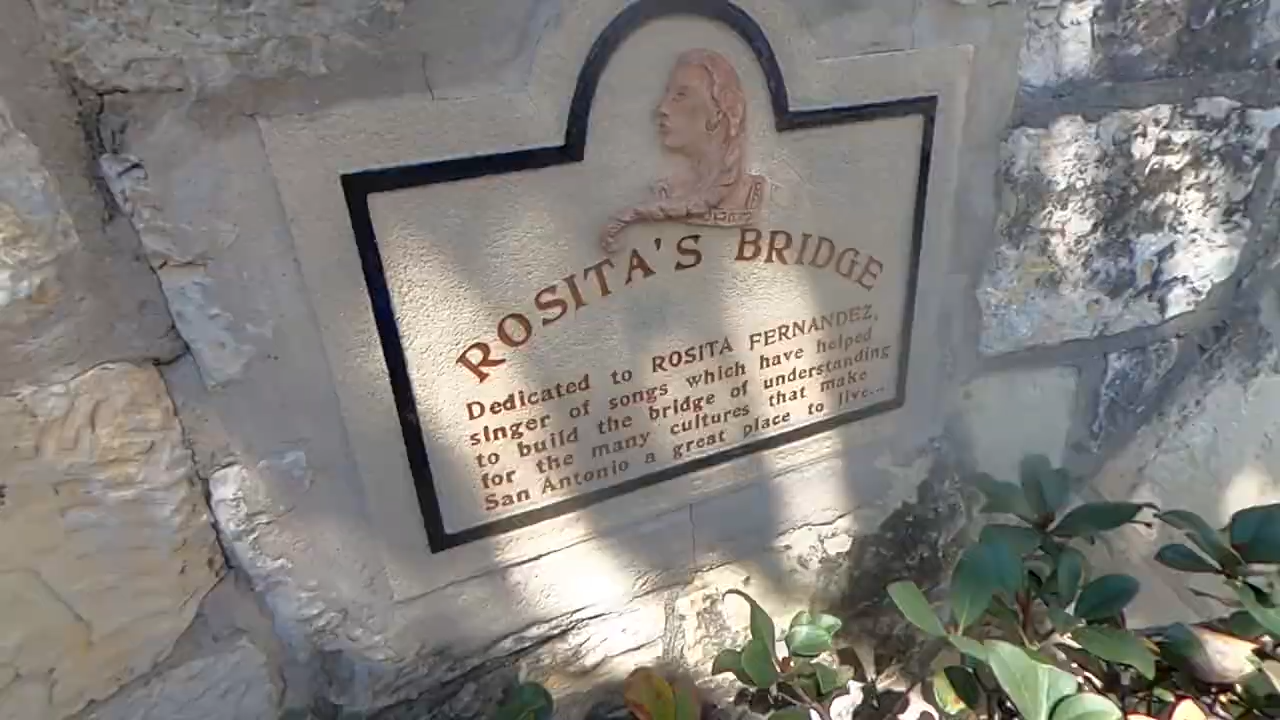 ROSITA'S BRIDGE
Dedicated to ROSITA FERNANDEZ,
singer of songs which have helped
to build the bridge of understanding
for the many cultures that make
San Antonio a great place to live...